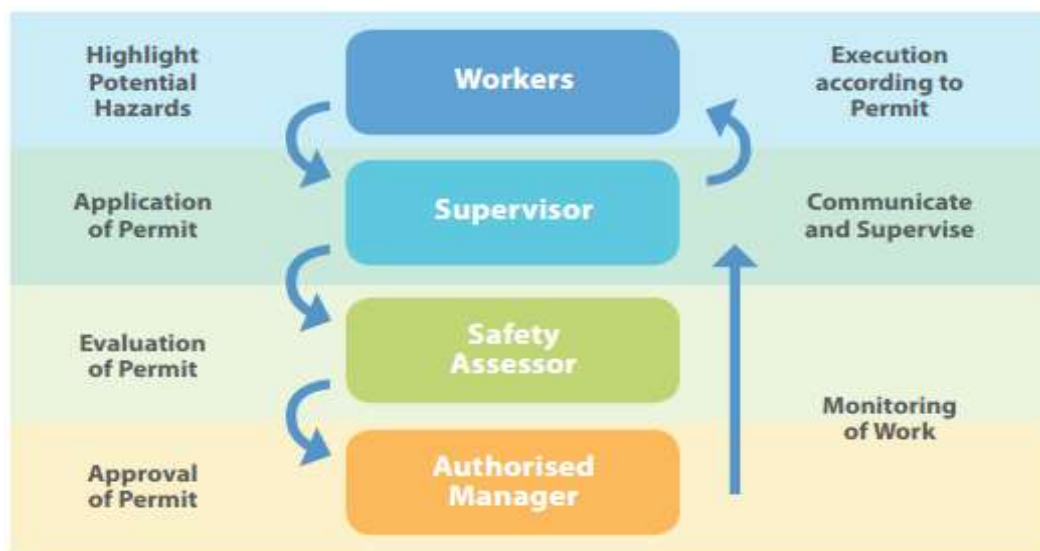 Highlight
Potential
Hazards
Workers
Execution
according to
Permit
Application
of Permit
Supervisor
Communicate
and Supervise
Evaluation
of Permit
Safety
Assessor
Monitoring
of Work
Approval
of Permit
Authorised
Manager